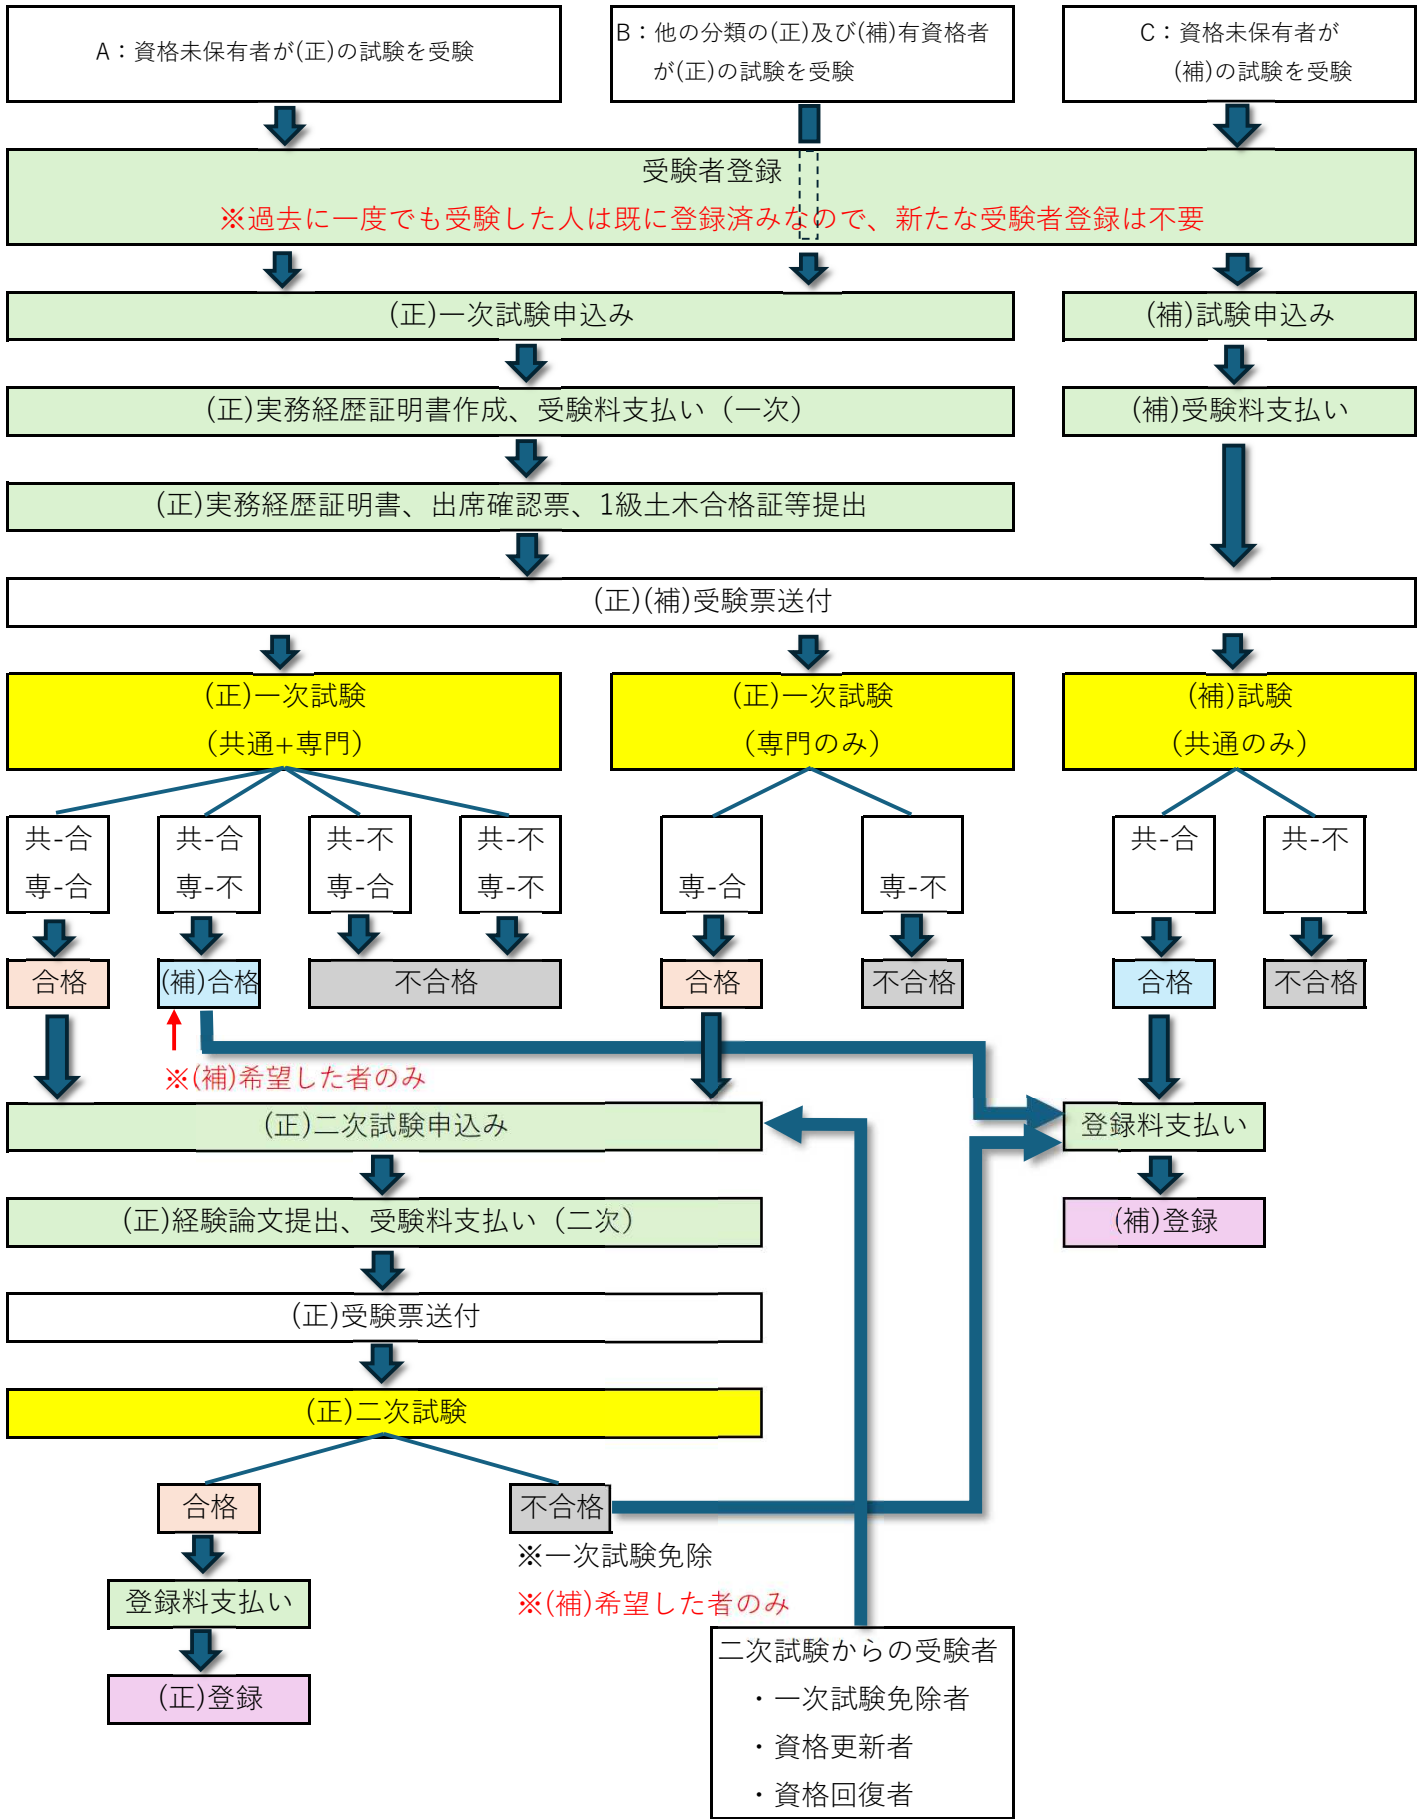 A：資格未保有者が(正)の試験を受験
B：他の分類の(正)及び(補)有資格者
が(正)の試験を受験
C：資格未保有者が
(補)の試験を受験
受験者登録
※過去に一度でも受験した人は既に登録済みなので、新たな受験者登録は不要
(正)一次試験申込み
(補)試験申込み
(正)実務経歴証明書作成、受験料支払い（一次）
(補)受験料支払い
(正)実務経歴証明書、出席確認票、1級土木合格証等提出
(正)(補)受験票送付
(正)一次試験
（共通+専門）
(正)一次試験
（専門のみ）
(補)試験
（共通のみ）
共-合
専-合
共-合
専-不
共-不
専-合
共-不
専-不
専-合
専-不
共-合
共-不
合格
(補)合格
不合格
合格
不合格
合格
不合格
※(補)希望した者のみ
(正)二次試験申込み
登録料支払い
(正)経験論文提出、受験料支払い（二次）
(補)登録
(正)受験票送付
(正)二次試験
合格
不合格
※一次試験免除
※(補)希望した者のみ
登録料支払い
(正)登録
二次試験からの受験者
・一次試験免除者
・資格更新者
・資格回復者